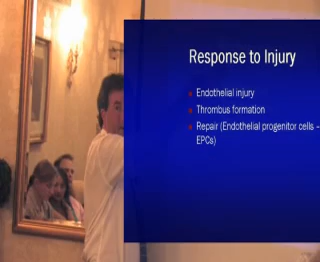 Response to Injury
Endothelial injury
Thrombus formation
Repair (Endothelial progenitor cells –
EPCs)